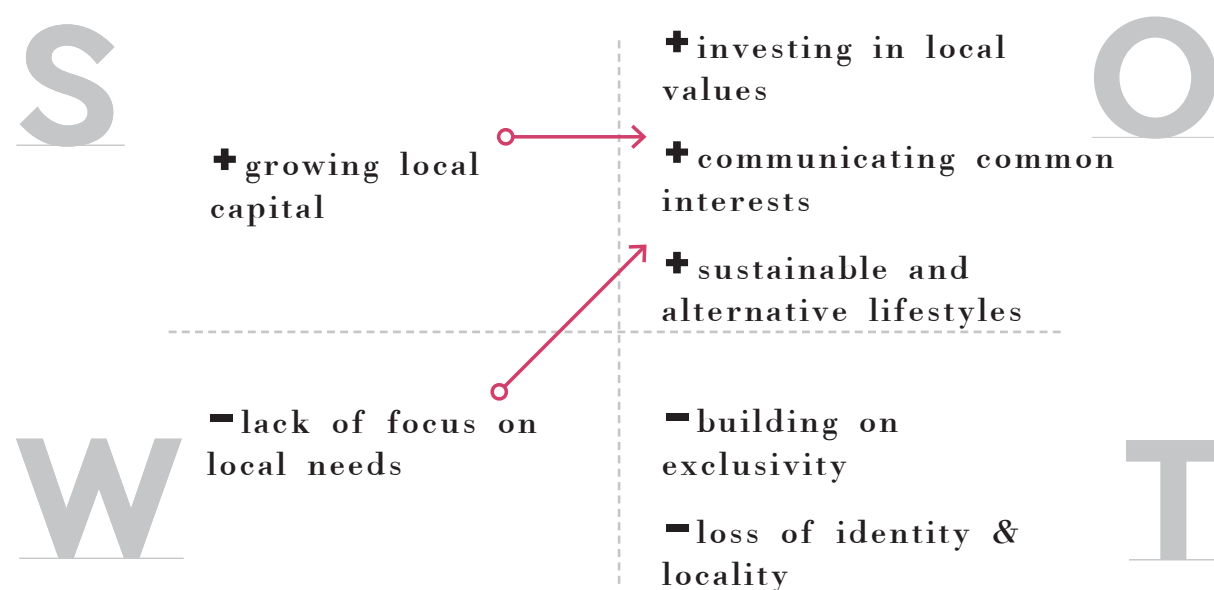 S
+ growing local
capital
O
+ investing in local
values
+ communicating common
interests
+ sustainable and
alternative lifestyles
W
- lack of focus on
local needs
T
- building on
exclusivity
- loss of identity &
locality